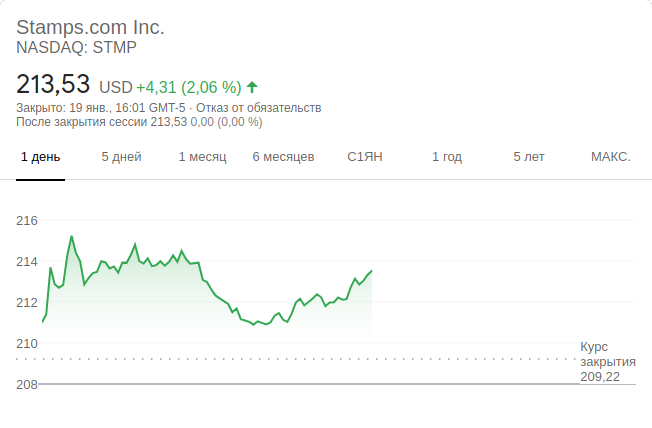 Stamps.com Inc.
NASDAQ: STMP
213,53 USD +4,31 (2,06 %)
Закрыто: 19 янв., 16:01 GMT-5 · Отказ от обязательств
После закрытия сессии 213,53 0,00 (0,00 %)
1 день 5 дней 1 месяц 6 месяцев С1ЯН 1 год 5 лет МАКС.
216
214
212
210
Курс
закрытия
209,22
208